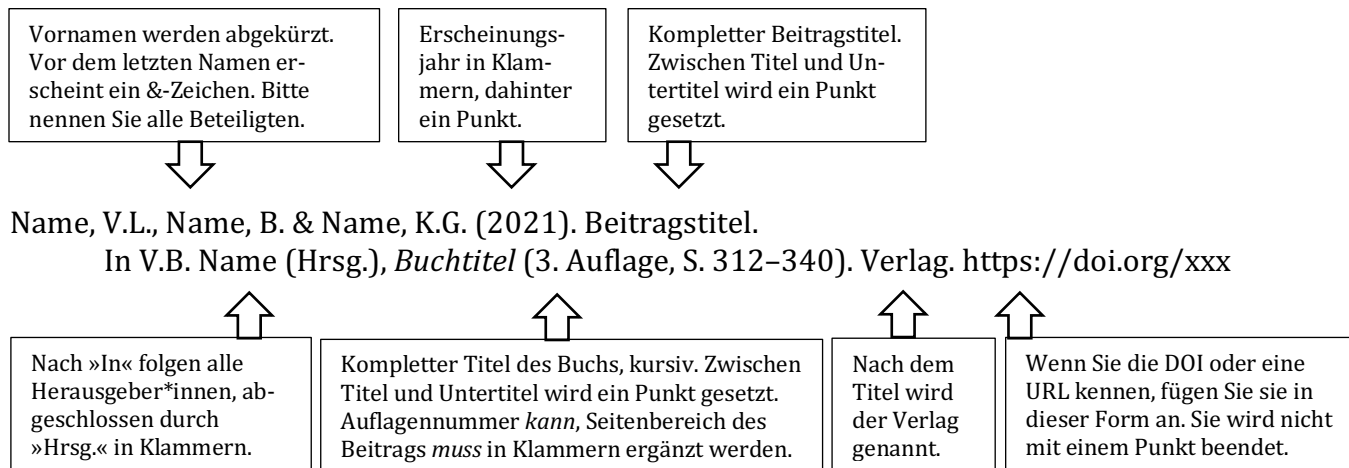 Vornamen werden abgekürzt.
Vor dem letzten Namen er-
scheint ein &-Zeichen. Bitte
nennen Sie alle Beteiligten.
Erscheinungs-
jahr in Klam-
mern, dahinter
ein Punkt.
Kompletter Beitragstitel.
Zwischen Titel und Un-
tertitel wird ein Punkt
gesetzt.
Name, V.L., Name, B. & Name, K.G. (2021). Beitragstitel.
In V.B. Name (Hrsg.), Buchtitel (3. Auflage, S. 312–340). Verlag. https://doi.org/xxx
Nach »In« folgen alle
Herausgeber*innen, ab-
geschlossen durch
»Hrsg.« in Klammern.
Kompletter Titel des Buchs, kursiv. Zwischen
Titel und Untertitel wird ein Punkt gesetzt.
Auflagennummer kann, Seitenbereich des
Beitrags muss in Klammern ergänzt werden.
Nach dem
Titel wird
der Verlag
genannt.
Wenn Sie die DOI oder eine
URL kennen, fügen Sie sie in
dieser Form an. Sie wird nicht
mit einem Punkt beendet.